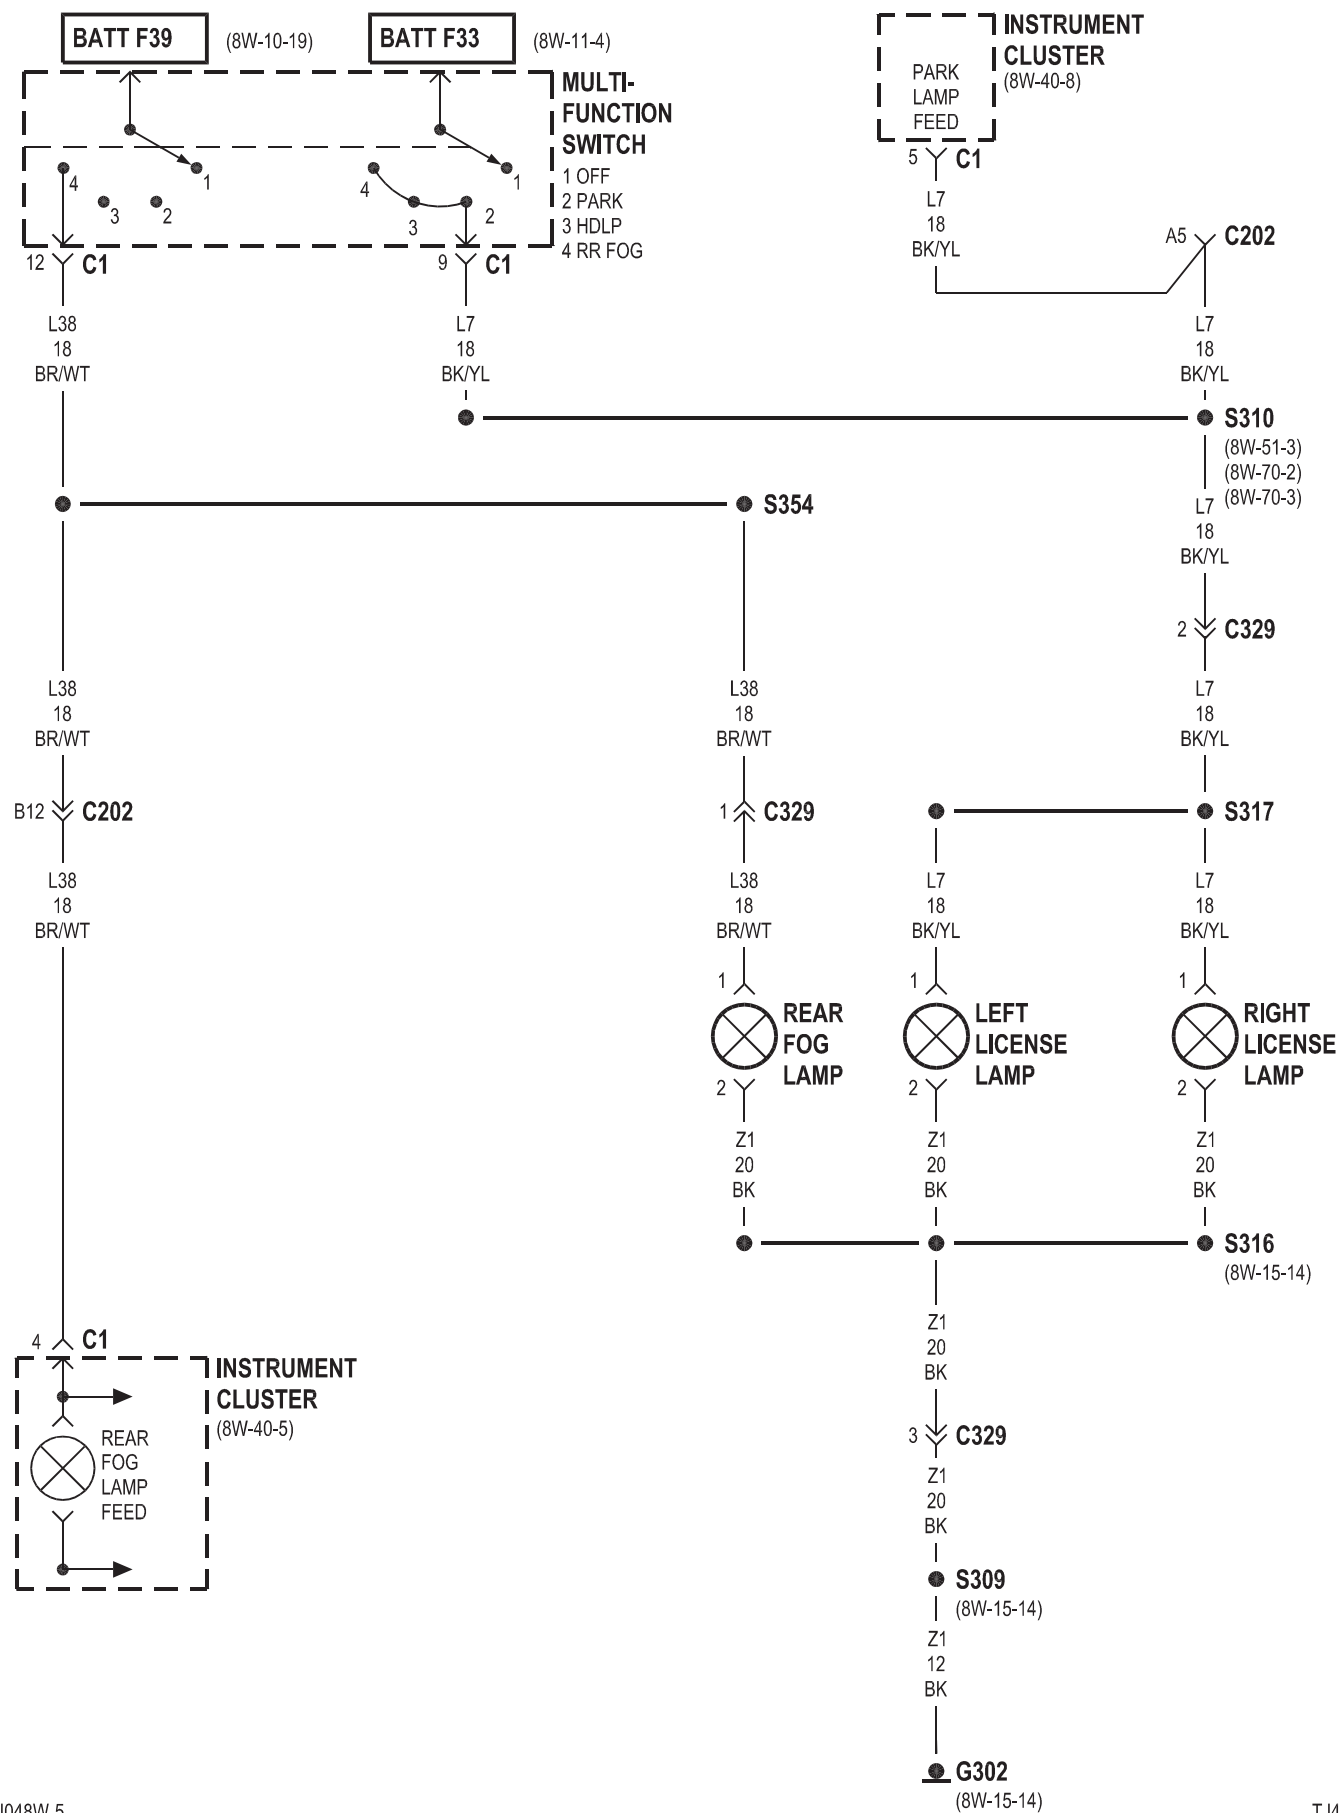 BATT F39
(8W-10-19)
BATT F33
(8W-11-4)
MULTI-
FUNCTION
SWITCH
1 OFF
2 PARK
3 HDLP
4 RR FOG
4
3
2
1
4
3
2
1
12
C1
9
C1
INSTRUMENT
CLUSTER
(8W-40-8)
PARK
LAMP
FEED
5
C1
L7
18
BK/YL
A5
C202
L38
18
BR/WT
L7
18
BK/YL
L7
18
BK/YL
S310
(8W-51-3)
(8W-70-2)
(8W-70-3)
S354
L7
18
BK/YL
2
C329
L38
18
BR/WT
L38
18
BR/WT
L7
18
BK/YL
B12
C202
1
C329
S317
L38
18
BR/WT
L38
18
BR/WT
L7
18
BK/YL
L7
18
BK/YL
1
REAR
FOG
LAMP
2
1
LEFT
LICENSE
LAMP
2
1
RIGHT
LICENSE
LAMP
2
Z1
20
BK
Z1
20
BK
Z1
20
BK
S316
(8W-15-14)
Z1
20
BK
4
C1
INSTRUMENT
CLUSTER
(8W-40-5)
REAR
FOG
LAMP
FEED
3
C329
Z1
20
BK
S309
(8W-15-14)
Z1
12
BK
G302
(8W-15-14)